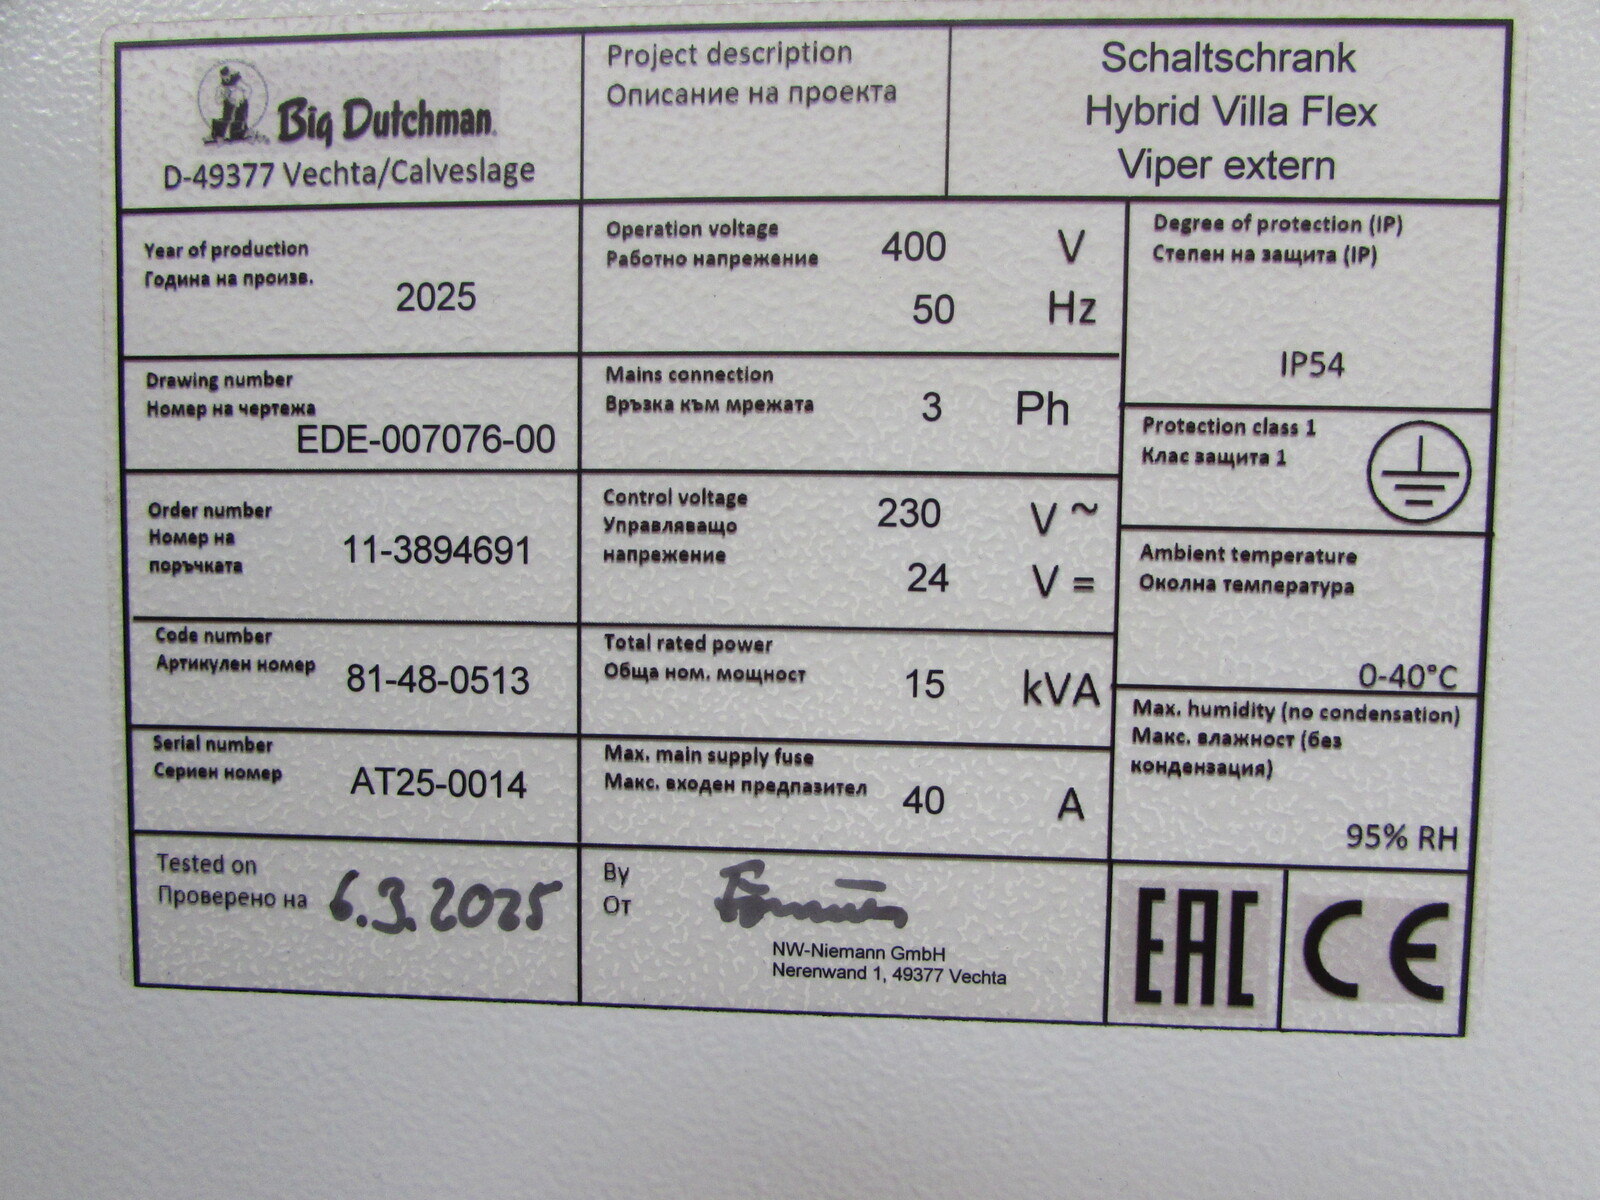 Big Dutchman
D-49377 Vechta/Calveslage
Project description
Описание на проекта
Schaltschrank
Hybrid Villa Flex
Viper extern
Year of production
Година на произв.
2025
Operation voltage
Работно напрежение
400 V
50 Hz
Degree of protection (IP)
Степен на защита (IP)
IP54
Drawing number
Номер на чертежа
EDE-007076-00
Mains connection
Връзка към мрежата
3 Ph
Protection class 1
Клас защита 1
Order number
Номер на
поръчката
11-3894691
Control voltage
Управляващо
напрежение
230 V ~
24 V =
Ambient temperature
Околна температура
0-40°C
Code number
Артикулен номер
81-48-0513
Total rated power
Обща ном. мощност
15 kVA
Max. humidity (no condensation)
Макс. влажност (без
кондензация)
95% RH
Serial number
Сериен номер
AT25-0014
Max. main supply fuse
Макс. входен предпазител
40 A
Tested on
Проверено на
6.3.2025
By
От
NW-Niemann GmbH
Nerenwand 1, 49377 Vechta
EAC
CE